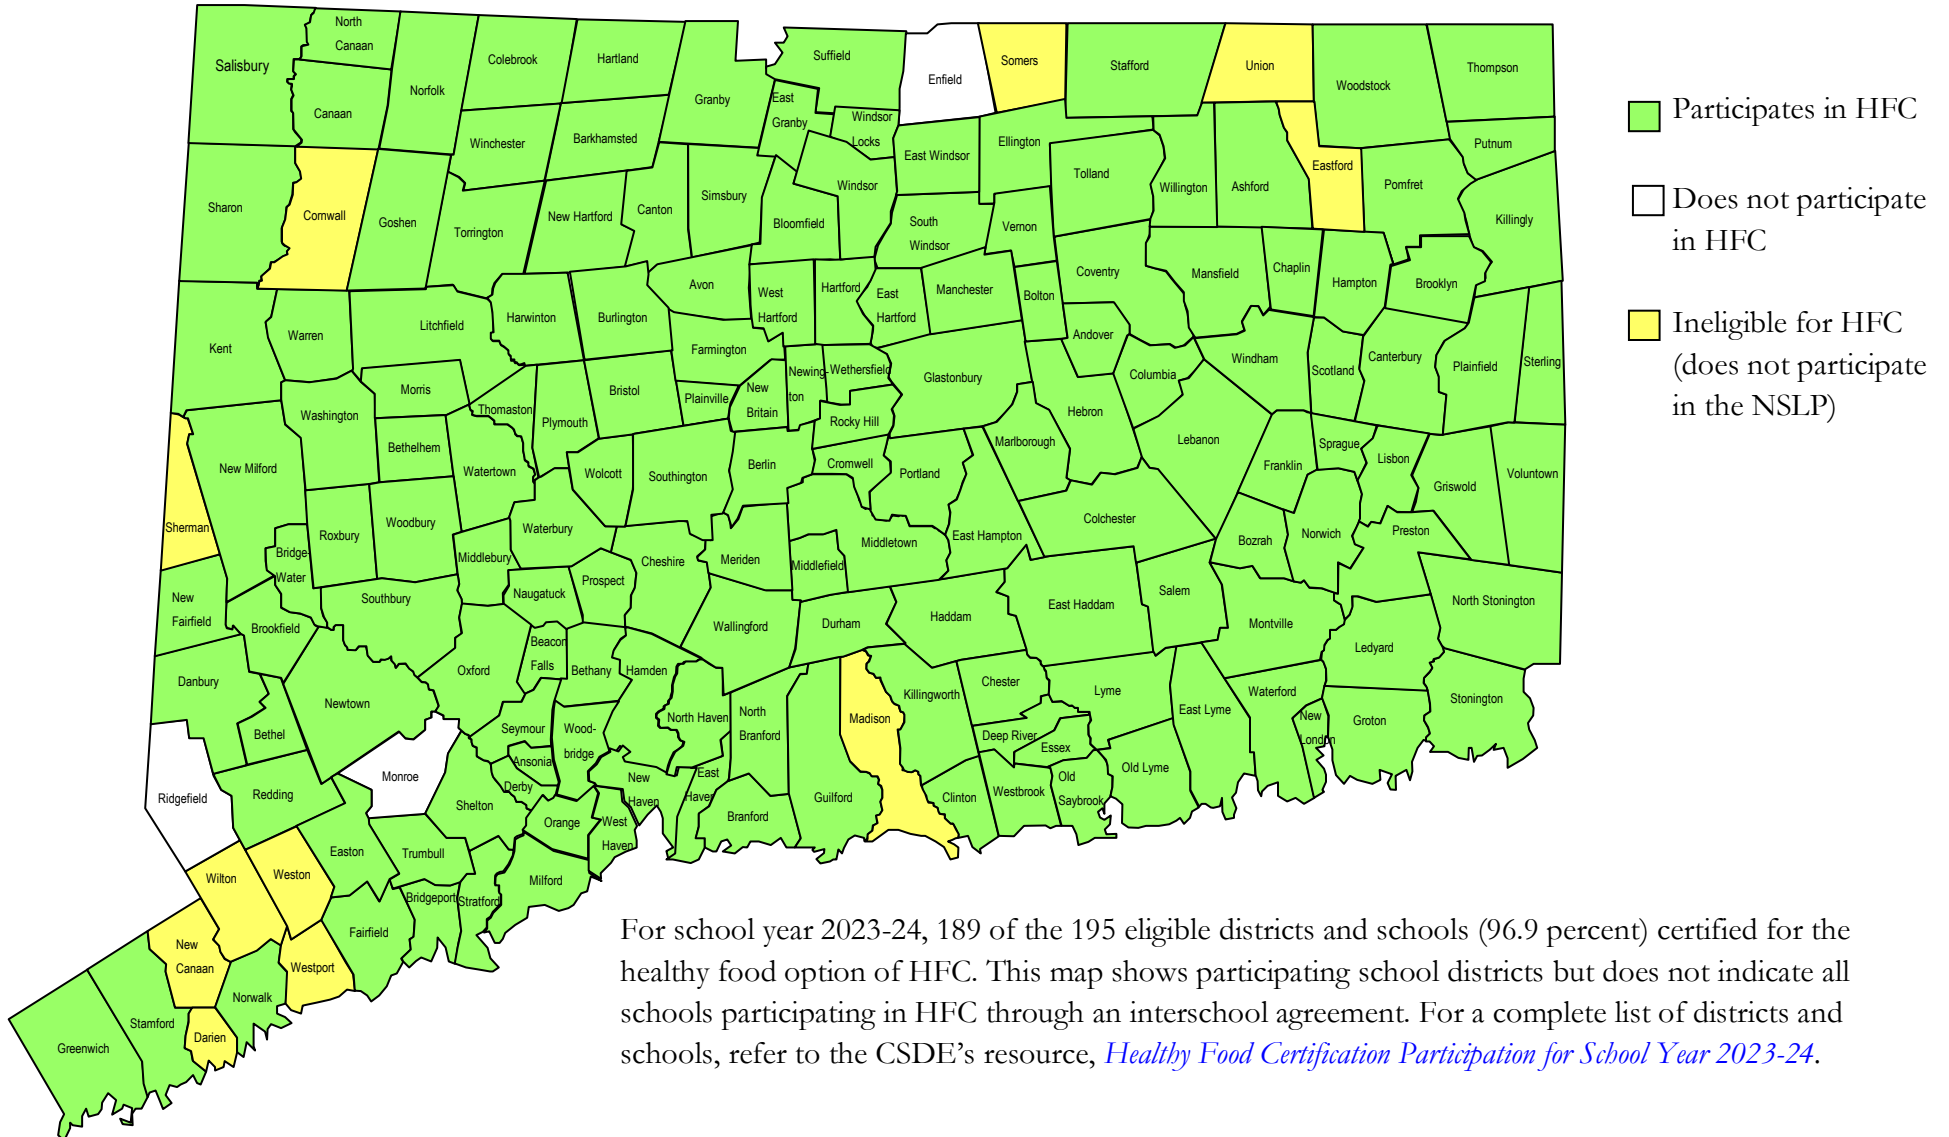 North
Canaan
Salisbury
Canaan
Norfolk
Colebrook
Hartland
Granby
Suffield
Enfield
Somers
Stafford
Union
Woodstock
Thompson
East
Granby
Windsor
Locks
Winchester
Barkhamsted
East Windsor
Ellington
Putnam
Sharon
Cornwall
Goshen
Torrington
New Hartford
Canton
Simsbury
Bloomfield
Windsor
South
Windsor
Vernon
Tolland
Willington
Ashford
Eastford
Pomfret
Killingly
Kent
Warren
Litchfield
Harwinton
Burlington
Avon
West
Hartford
Hartford
East
Hartford
Manchester
Bolton
Coventry
Mansfield
Chaplin
Hampton
Brooklyn
Andover
Farmington
Morris
Washington
Thomaston
Plymouth
Bristol
Plainville
New
Britain
Newing-
ton
Wethersfield
Glastonbury
Hebron
Columbia
Windham
Scotland
Canterbury
Plainfield
Sterling
Rocky Hill
Sherman
New Milford
Bethelhem
Watertown
Wolcott
Southington
Berlin
Cromwell
Portland
Marlborough
Lebanon
Franklin
Sprague
Lisbon
Griswold
Voluntown
Bridge-
Water
Roxbury
Woodbury
Waterbury
Middlebury
Cheshire
Meriden
Middlefield
Middletown
East Hampton
Colchester
Bozrah
Norwich
Preston
New
Fairfield
Brookfield
Southbury
Naugatuck
Prospect
Wallingford
Durham
Haddam
East Haddam
Salem
Montville
North Stonington
Ledyard
Danbury
Bethel
Newtown
Oxford
Beacon
Falls
Bethany
Hamden
North Haven
North
Branford
Madison
Killingworth
Chester
Lyme
East Lyme
Waterford
New
London
Groton
Stonington
Seymour
Wood-
bridge
Ansonia
Derby
Deep River
Essex
Ridgefield
Redding
Monroe
Shelton
Orange
New
Haven
West
Haven
East
Haven
Branford
Guilford
Clinton
Westbrook
Old
Saybrook
Old Lyme
Wilton
Weston
Easton
Trumbull
Milford
Bridgeport
Stratford
Fairfield
New
Canaan
Westport
Norwalk
Stamford
Darien
Greenwich
Participates in HFC
Does not participate
in HFC
Ineligible for HFC
(does not participate
in the NSLP)
For school year 2023-24, 189 of the 195 eligible districts and schools (96.9 percent) certified for the
healthy food option of HFC. This map shows participating school districts but does not indicate all
schools participating in HFC through an interschool agreement. For a complete list of districts and
schools, refer to the CSDE’s resource, Healthy Food Certification Participation for School Year 2023-24.